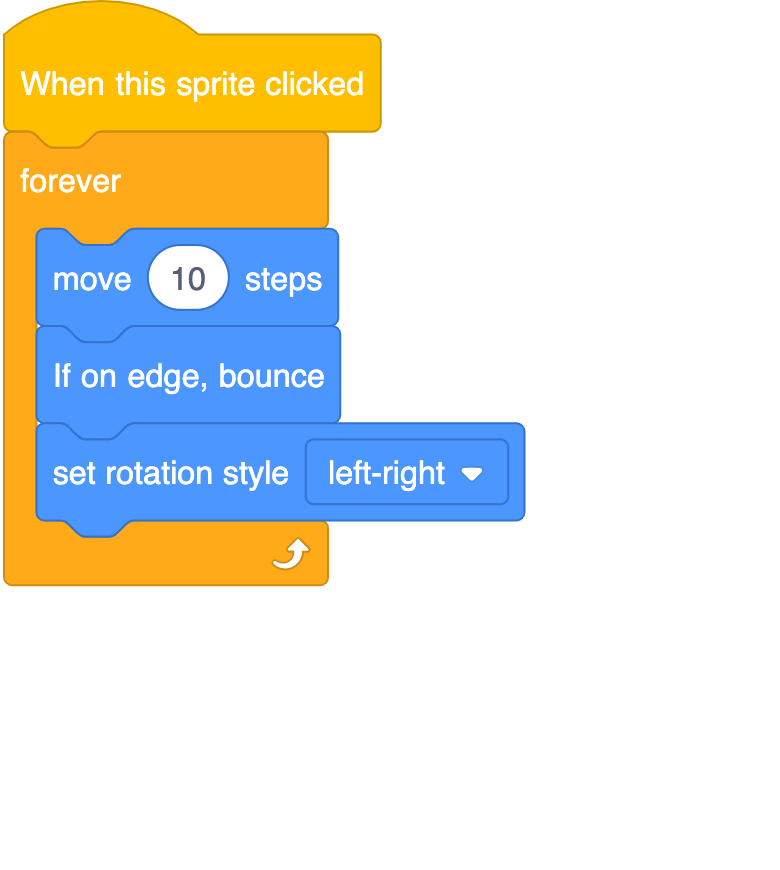 When this sprite clicked
forever
move 10 steps
If on edge, bounce
set rotation style left-right